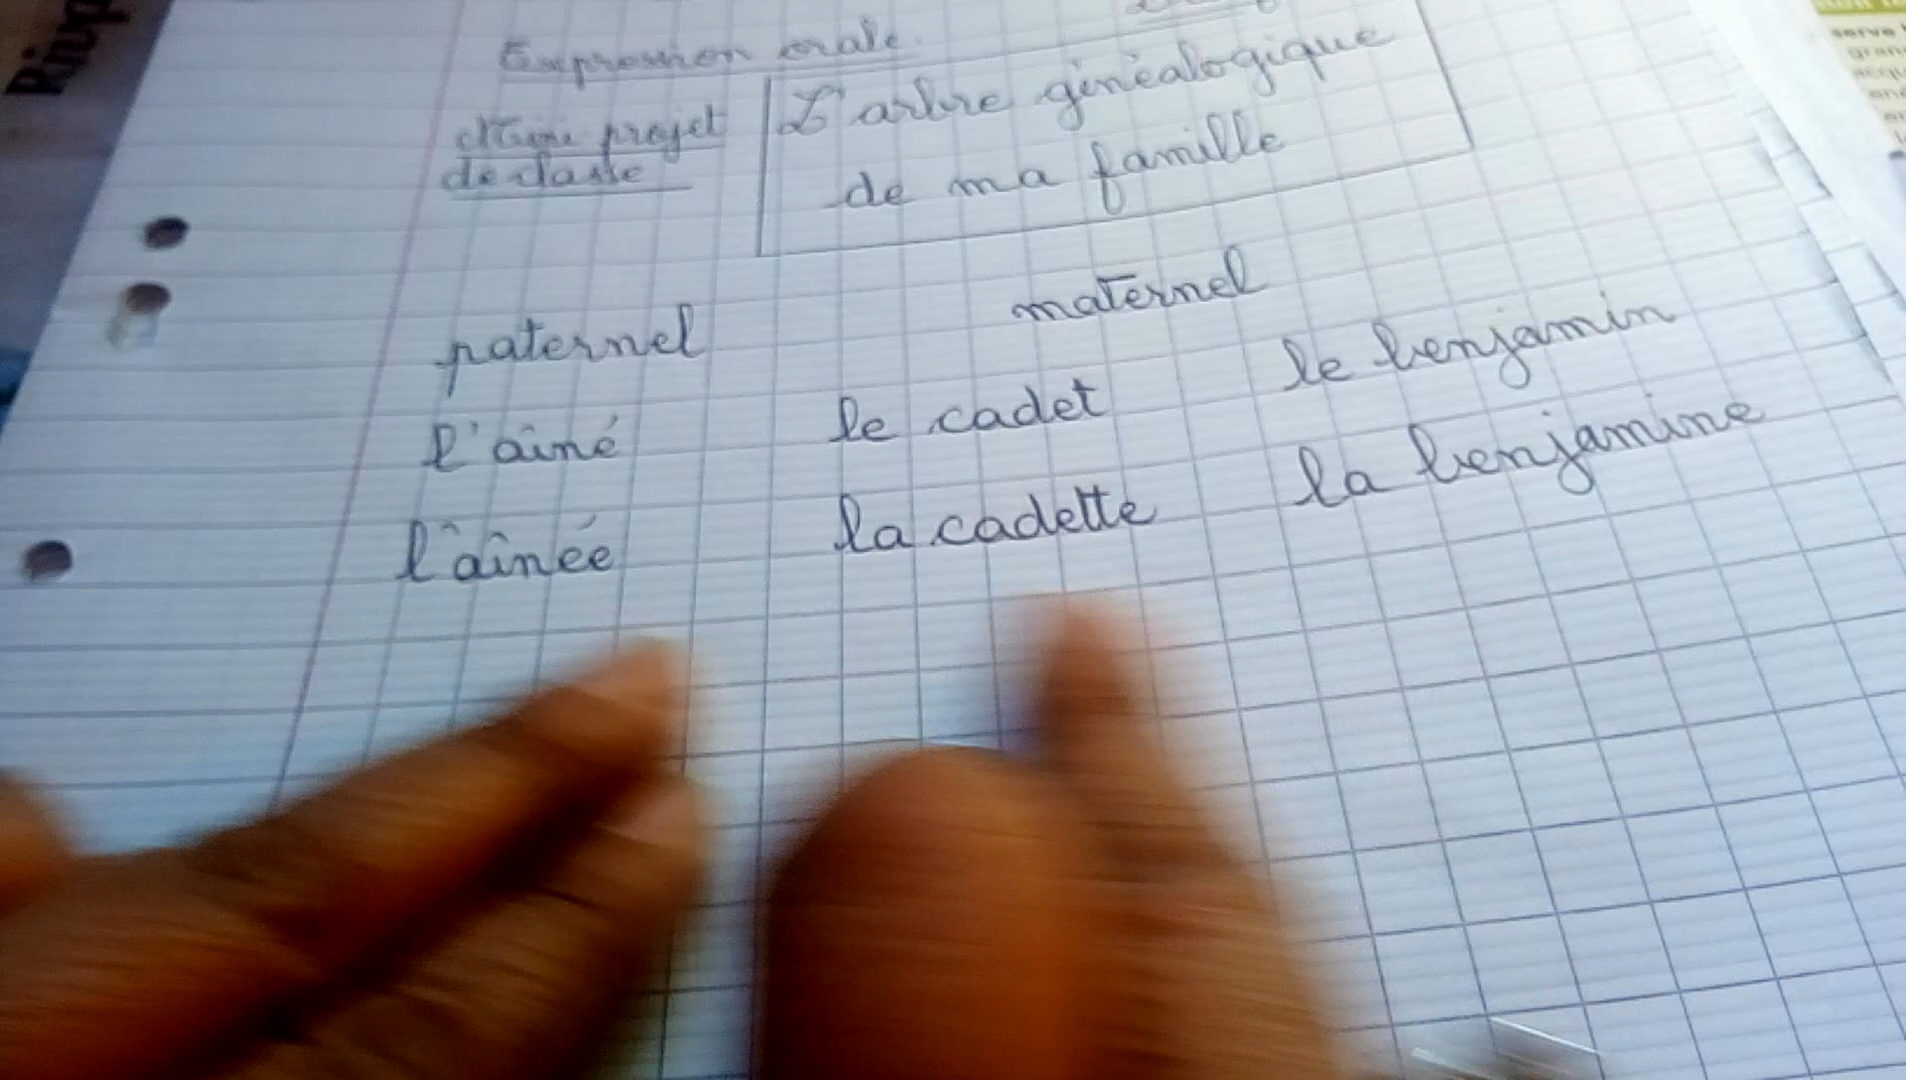 Expression orale
Mini projet
de classe
L'arbre généalogique
de ma famille
paternel maternel
l'aîné le cadet le benjamin
l'aînée la cadette la benjamine